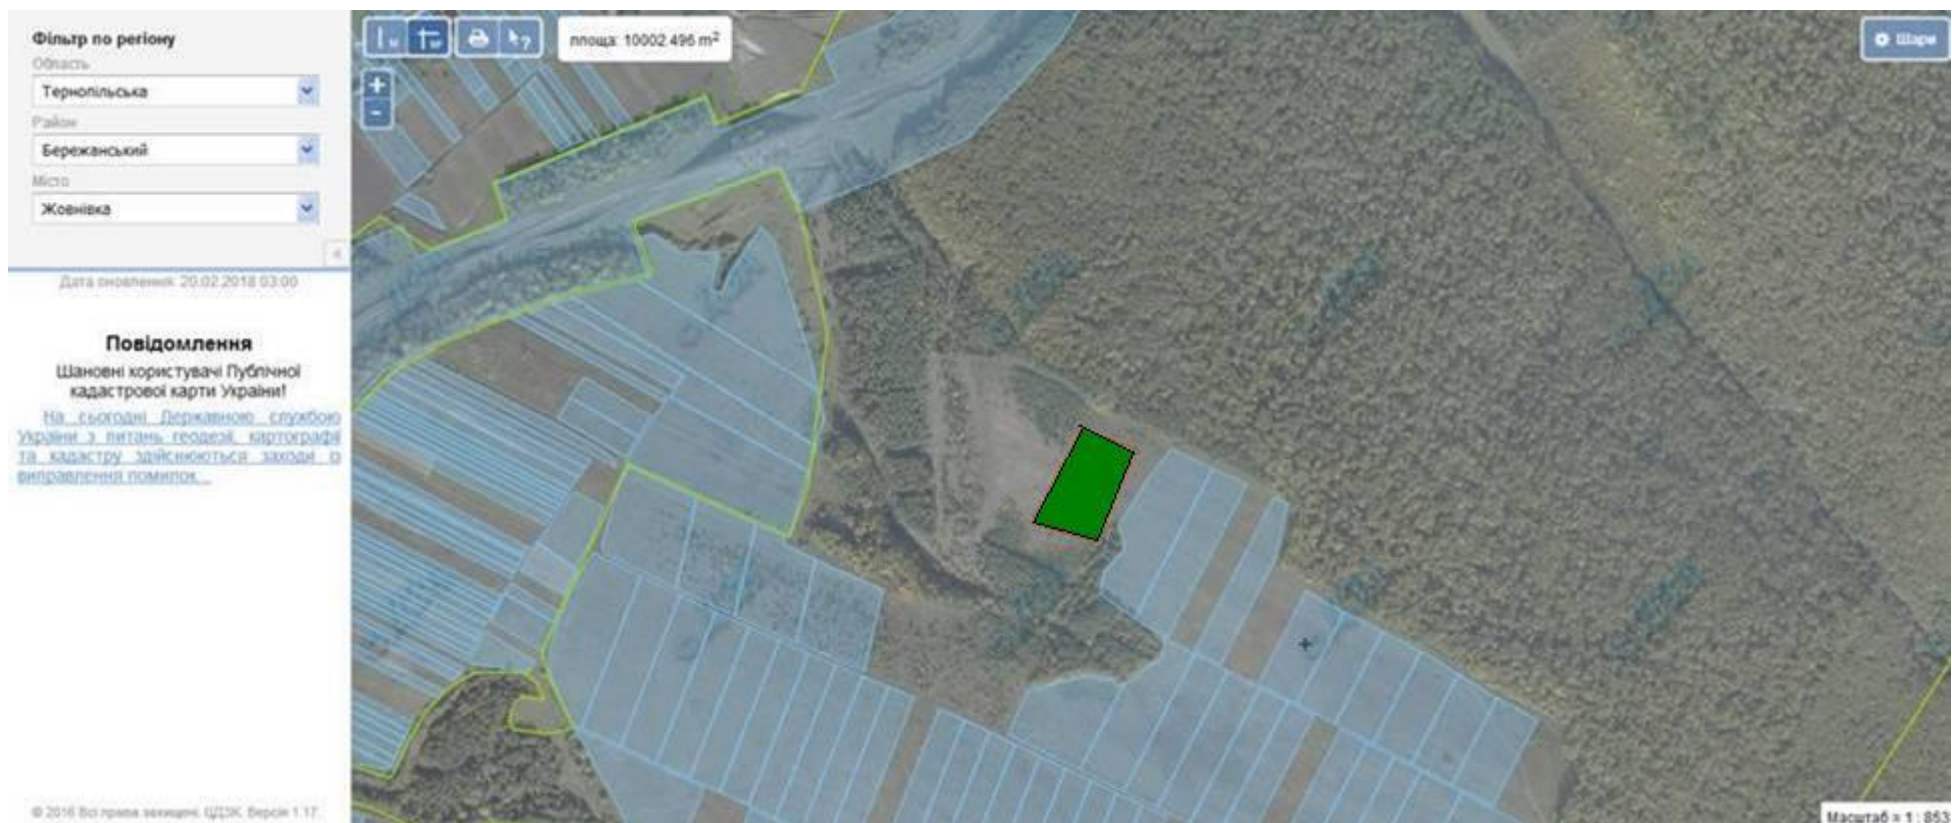 Фільтр по регіону
Область
Тернопільська
Район
Бережанський
Місто
Жовнівка
Дата оновлення: 20.02.2018 03:00
Повідомлення
Шановні користувачі Публічної
кадастрової карти України!
На сьогодні Державною службою
України з питань геодезії, картографії
та кадастру здійснюються заходи із
виправлення помилок...
© 2016 Всі права захищені. ЦДЗК. Версія 1.17.
площа: 10002.496 m²
Шари
Масштаб ≈ 1 : 853